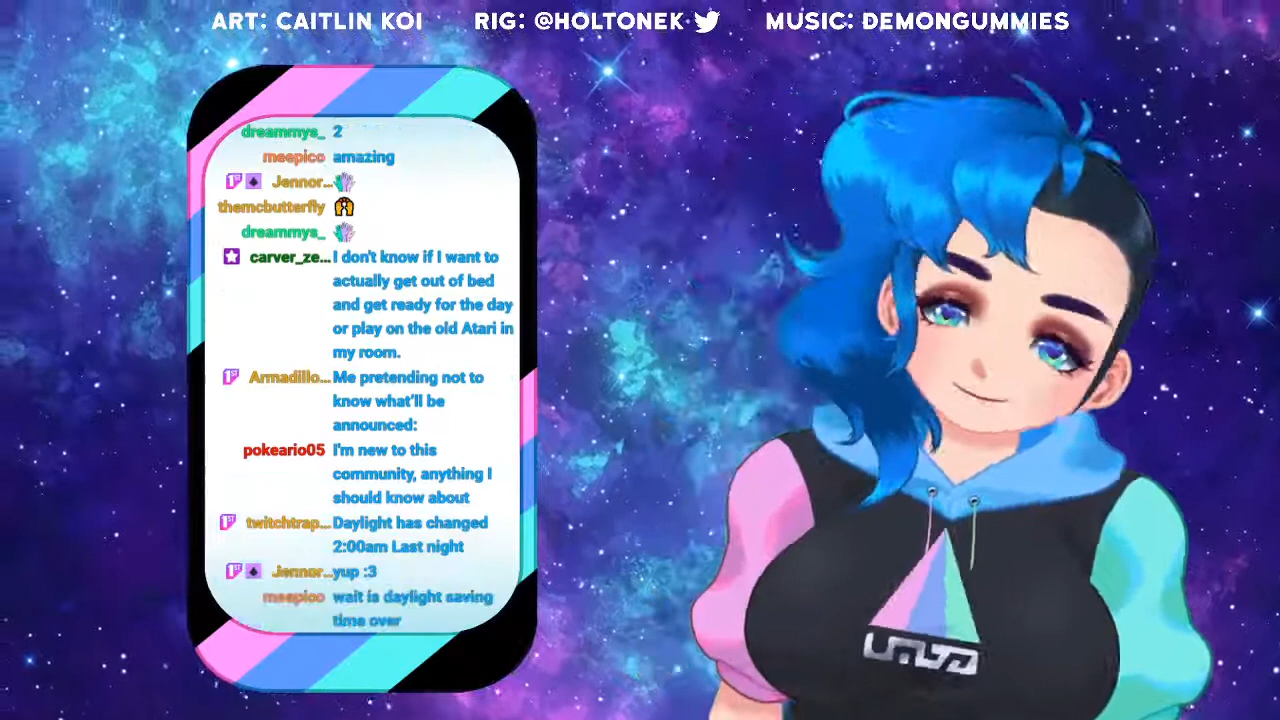 ART: CAITLIN KOI RIG: @HOLTONEK MUSIC: DEMONGUMMIES
dreammys_ 2
meepico amazing
Jennor...
themcbutterfly
dreammys_
carver_ze... I don't know if I want to
actually get out of bed
and get ready for the day
or play on the old Atari in
my room.
Armadillo... Me pretending not to
know what'll be
announced:
pokeario05 I'm new to this
community, anything I
should know about
twitchtrap... Daylight has changed
2:00am Last night
Jennor... yup :3
meepico wait is daylight saving
time over